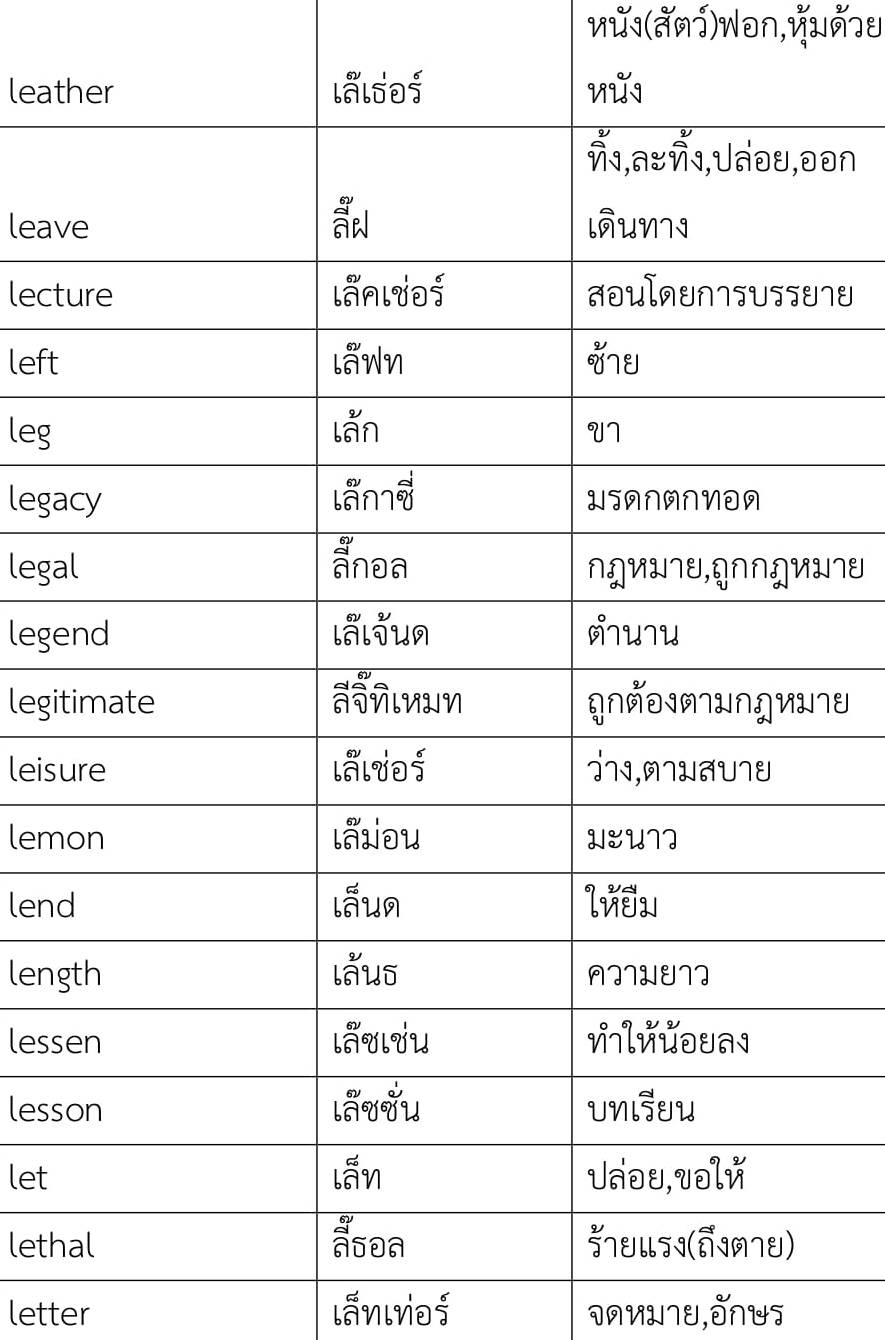 หนัง(สัตว์)ฟอก,หุ้มด้วย
leather เล๊เธ่อร์ หนัง
ทิ้ง,ละทิ้ง,ปล่อย,ออก
leave ลี๊ฝ เดินทาง
lecture เล๊คเช่อร์ สอนโดยการบรรยาย
left เล๊ฟท ซ้าย
leg เล้ก ขา
legacy เล๊กาซี่ มรดกตกทอด
legal ลี๊กอล กฎหมาย,ถูกกฎหมาย
legend เล๊เจ้นด ตำนาน
legitimate ลีจิ๊ทิเหมท ถูกต้องตามกฎหมาย
leisure เล๊เช่อร์ ว่าง,ตามสบาย
lemon เล๊ม่อน มะนาว
lend เล็นด ให้ยืม
length เล้นธ ความยาว
lessen เล๊ซเช่น ทำให้น้อยลง
lesson เล๊ซซั่น บทเรียน
let เล็ท ปล่อย,ขอให้
lethal ลี๊ธอล ร้ายแรง(ถึงตาย)
letter เล็ทเท่อร์ จดหมาย,อักษร